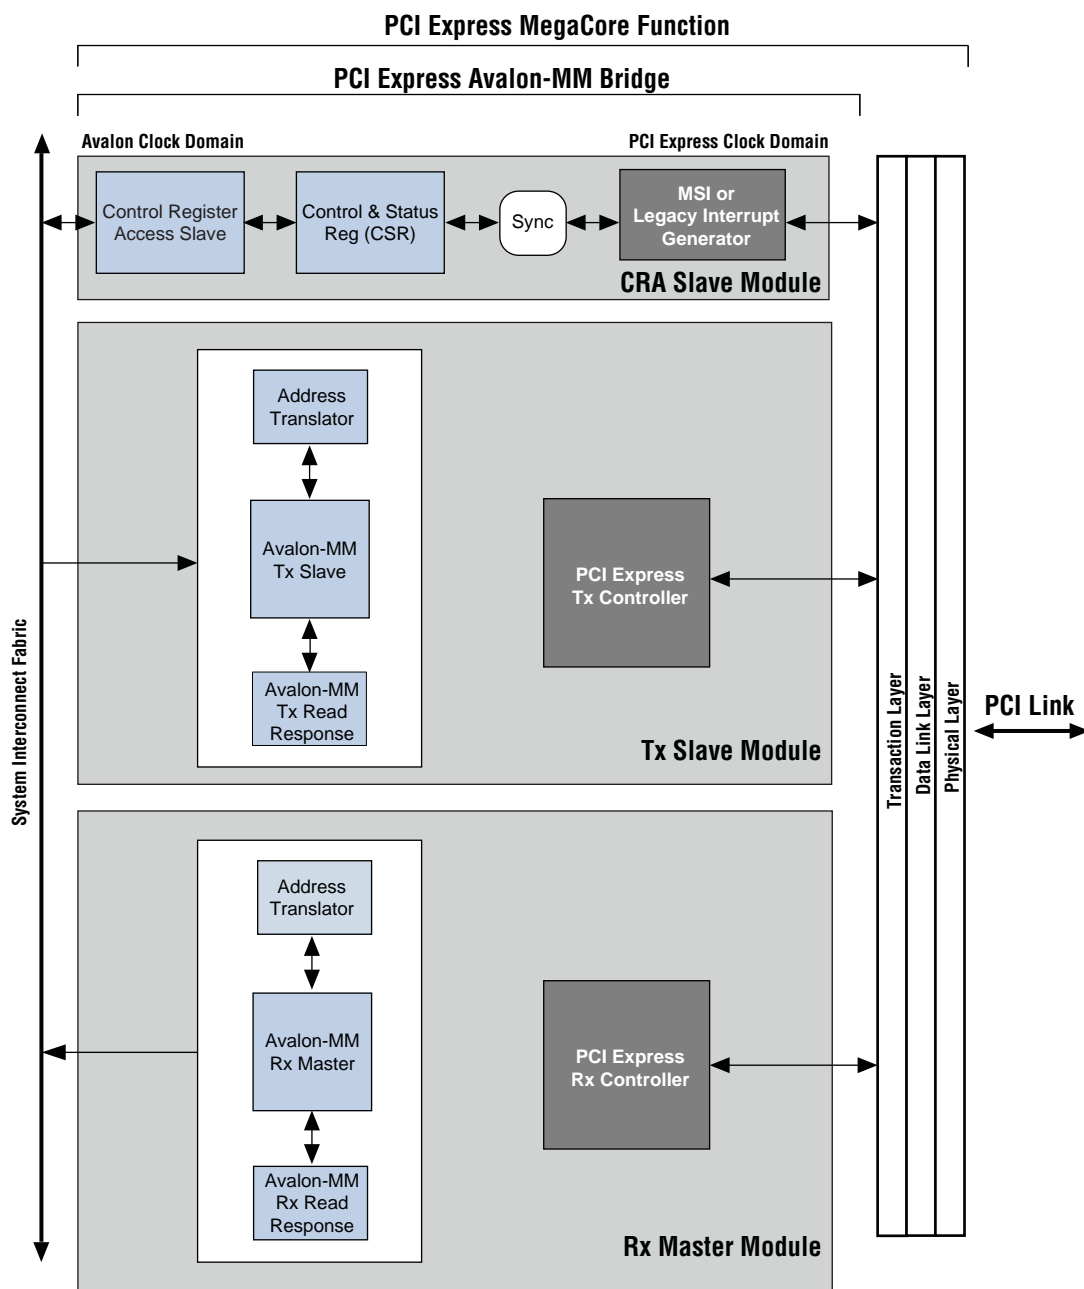 PCI Express MegaCore Function
PCI Express Avalon-MM Bridge
Avalon Clock Domain
PCI Express Clock Domain
Control Register
Access Slave
Control & Status
Reg (CSR)
Sync
MSI or
Legacy Interrupt
Generator
CRA Slave Module
Address
Translator
Avalon-MM
Tx Slave
Avalon-MM
Tx Read
Response
PCI Express
Tx Controller
Tx Slave Module
System Interconnect Fabric
Transaction Layer
Data Link Layer
Physical Layer
PCI Link
Address
Translator
Avalon-MM
Rx Master
Avalon-MM
Rx Read
Response
PCI Express
Rx Controller
Rx Master Module